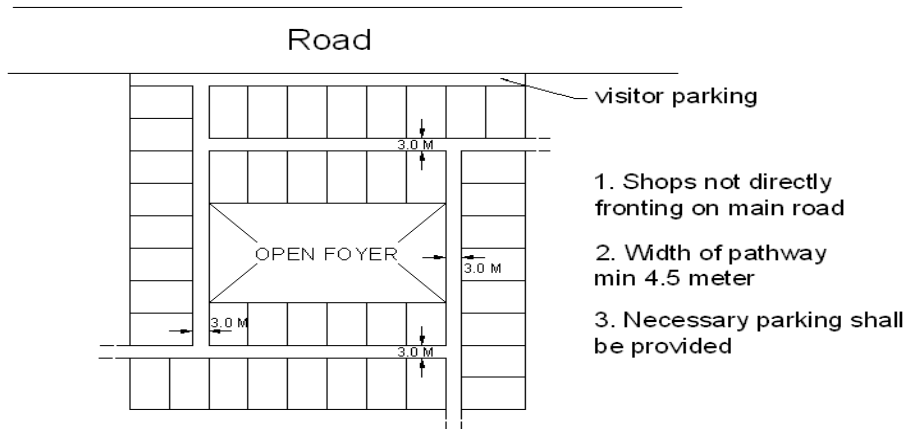 Road
visitor parking
3.0 M
1. Shops not directly
fronting on main road
OPEN FOYER
2. Width of pathway
min 4.5 meter
3.0 M
3. Necessary parking shall
be provided
3.0 M
3.0 M